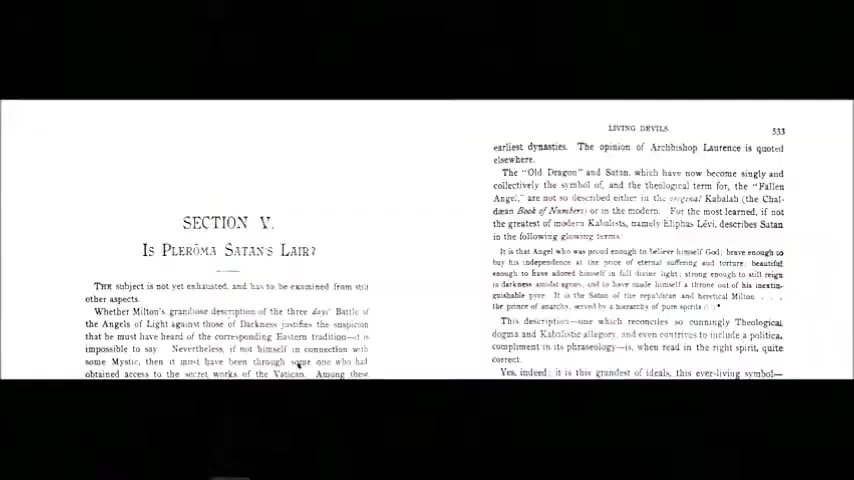 SECTION V.
IS PLERÔMA SATAN'S LAIR?
THE subject is not yet exhausted, and has to be examined from still
other aspects.
Whether Milton's grandiose description of the three days' Battle of
the Angels of Light against those of Darkness justifies the suspicion
that he must have heard of the corresponding Eastern tradition—it is
impossible to say. Nevertheless, if not himself in connection with
some Mystic, then it must have been through some one who had
obtained access to the secret works of the Vatican. Among these
LIVING DEVILS.
533
earliest dynasties. The opinion of Archbishop Laurence is quoted
elsewhere.
The "Old Dragon" and Satan, which have now become singly and
collectively the symbol of, and the theological term for, the "Fallen
Angel," are not so described either in the original Kabalah (the Chal-
dæan Book of Numbers) or in the modern. For the most learned, if not
the greatest of modern Kabalists, namely Eliphas Lévi, describes Satan
in the following glowing terms:
It is that Angel who was proud enough to believe himself God; brave enough to
buy his independence at the price of eternal suffering and torture; beautiful
enough to have adored himself in full divine light; strong enough to still reign
in darkness amidst agony, and to have made himself a throne out of his inextin-
guishable pyre. It is the Satan of the republican and heretical Milton . . .
the prince of anarchy, served by a hierarchy of pure spirits
This description—one which reconciles so cunningly Theological
dogma and Kabalistic allegory, and even contrives to include a political
compliment in its phraseology—is, when read in the right spirit, quite
correct.
Yes, indeed; it is this grandest of ideals, this ever-living symbol—